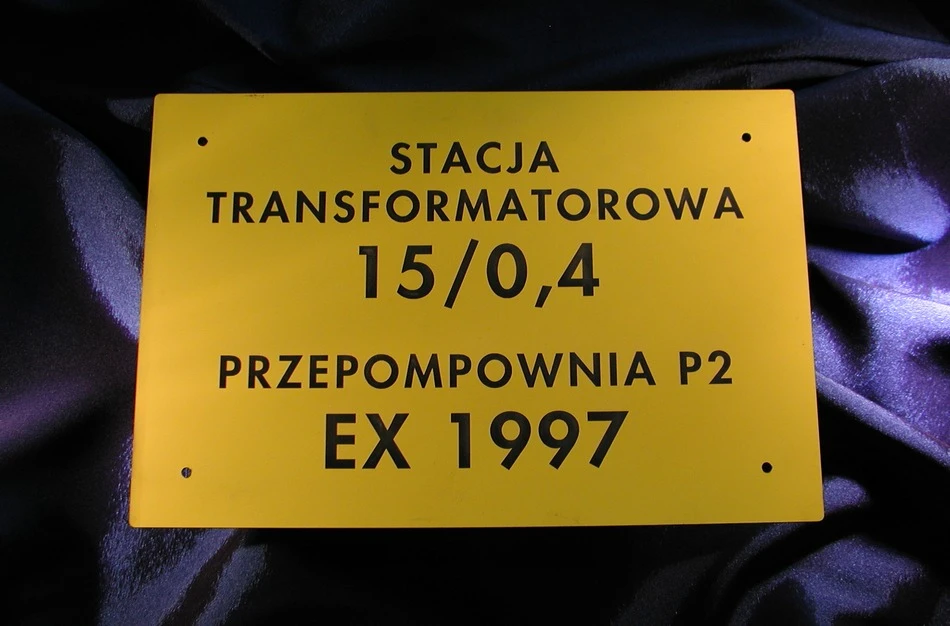 STACJA
TRANSFORMATOROWA
15/0,4
PRZEPOMPOWNIA P2
EX 1997